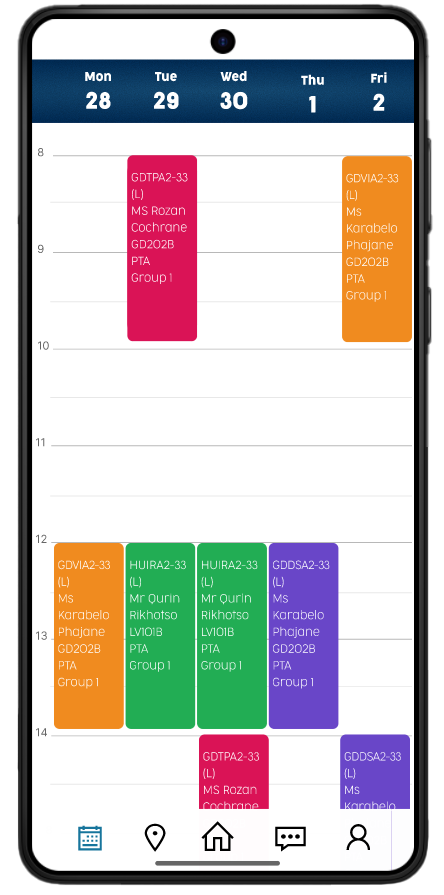 Mon Tue Wed Thu Fri
28 29 30 1 2
8
GDTPA2-33
(L)
MS Rozan
Cochrane
GD202B
PTA
Group 1
GDVIA2-33
(L)
Ms
Karabelo
Phajane
GD202B
PTA
Group 1
9
10
11
12
GDVIA2-33
(L)
Ms
Karabelo
Phajane
GD202B
PTA
Group 1
HUIRA2-33
(L)
Mr Qurin
Rikhotso
LV101B
PTA
Group 1
HUIRA2-33
(L)
Mr Qurin
Rikhotso
LV101B
PTA
Group 1
GDDSA2-33
(L)
Ms
Karabelo
Phajane
GD202B
PTA
Group 1
13
14
GDTPA2-33
(L)
MS Rozan
Cochrane
GDDSA2-33
(L)
Ms
Karabelo